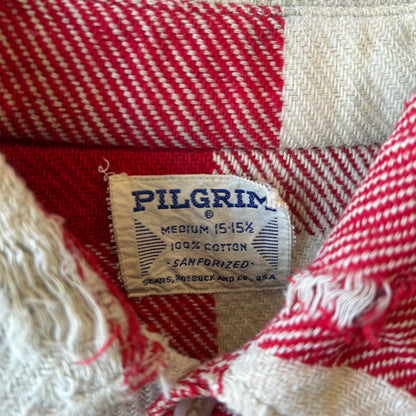 PILGRIM
®
MEDIUM 15-15½
100% COTTON
-SANFORIZED-
SEARS, ROEBUCK AND CO., U.S.A.